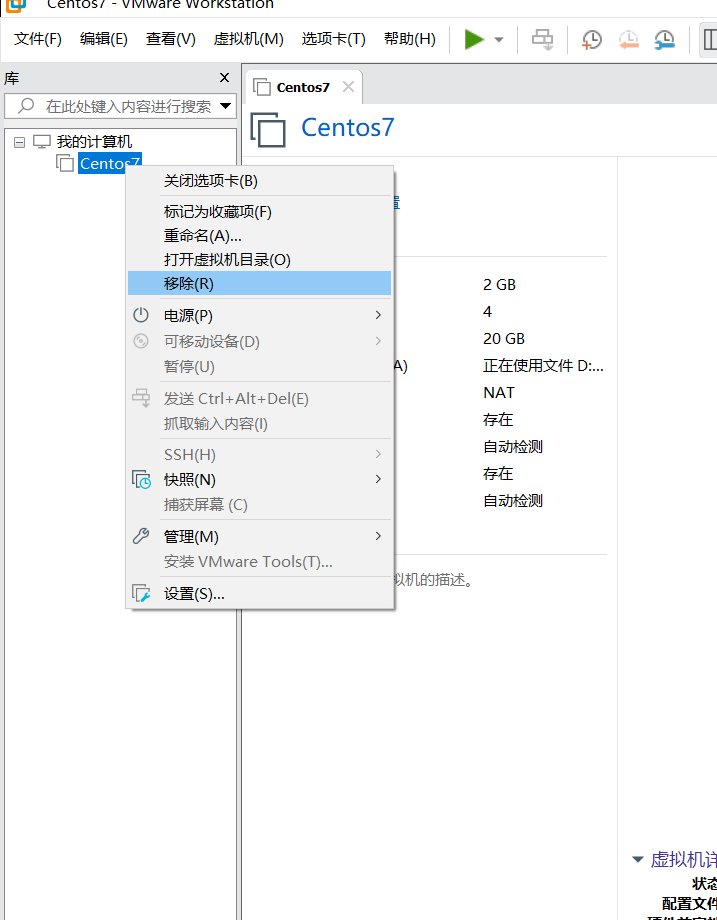 Centos7 - VMware Workstation
文件(F) 编辑(E) 查看(V) 虚拟机(M) 选项卡(T) 帮助(H)
库
在此处键入内容进行搜索
我的计算机
Centos7
Centos7
Centos7
关闭选项卡(B)
标记为收藏项(F)
重命名(A)...
打开虚拟机目录(O)
移除(R)
电源(P)
可移动设备(D)
暂停(U)
发送 Ctrl+Alt+Del(E)
抓取输入内容(I)
SSH(H)
快照(N)
捕获屏幕 (C)
管理(M)
安装 VMware Tools(T)...
设置(S)...
置
2 GB
4
20 GB
A) 正在使用文件 D:...
NAT
存在
自动检测
存在
自动检测
拟机的描述。
虚拟机详
状态
配置文件